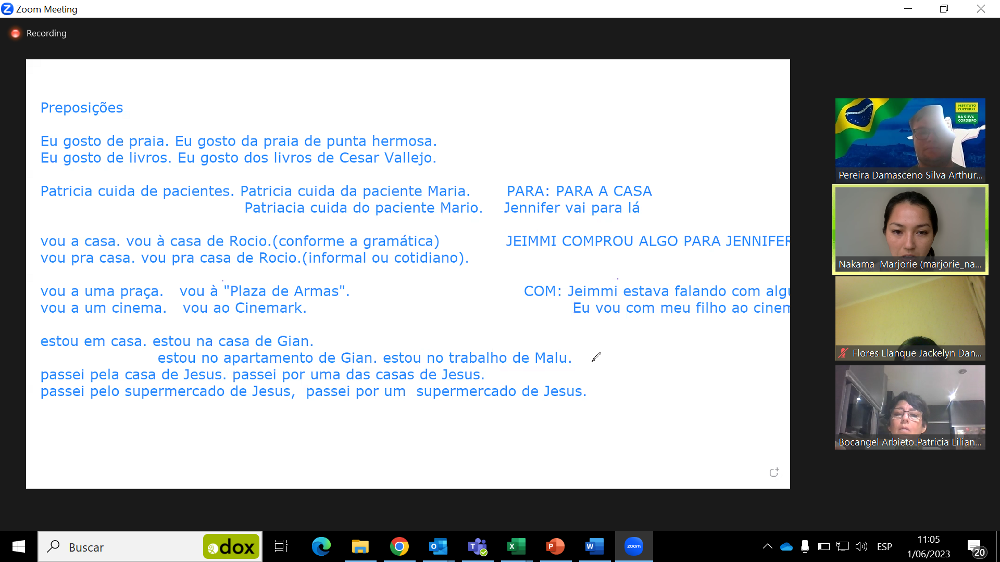 Zoom Meeting
Recording
Preposições
Eu gosto de praia. Eu gosto da praia de punta hermosa.
Eu gosto de livros. Eu gosto dos livros de Cesar Vallejo.
Patricia cuida de pacientes. Patricia cuida da paciente Maria. PARA: PARA A CASA
Patriacia cuida do paciente Mario. Jennifer vai para lá
vou a casa. vou à casa de Rocio.(conforme a gramática) JEIMMI COMPROU ALGO PARA JENNIFER
vou pra casa. vou pra casa de Rocio.(informal ou cotidiano).
vou a uma praça. vou à "Plaza de Armas". COM: Jeimmi estava falando com algu
vou a um cinema. vou ao Cinemark. Eu vou com meu filho ao cinem
estou em casa. estou na casa de Gian.
estou no apartamento de Gian. estou no trabalho de Malu.
passei pela casa de Jesus. passei por uma das casas de Jesus.
passei pelo supermercado de Jesus, passei por um supermercado de Jesus.
INSTITUTO
CULTURAL
DA SILVA
CORDEIRO
Pereira Damasceno Silva Arthur...
Nakama Marjorie (marjorie_na...
Flores Llanque Jackelyn Dan...
Bocangel Arbieto Patricia Lilian...
Buscar
dox
zoom
ESP
11:05
1/06/2023
20